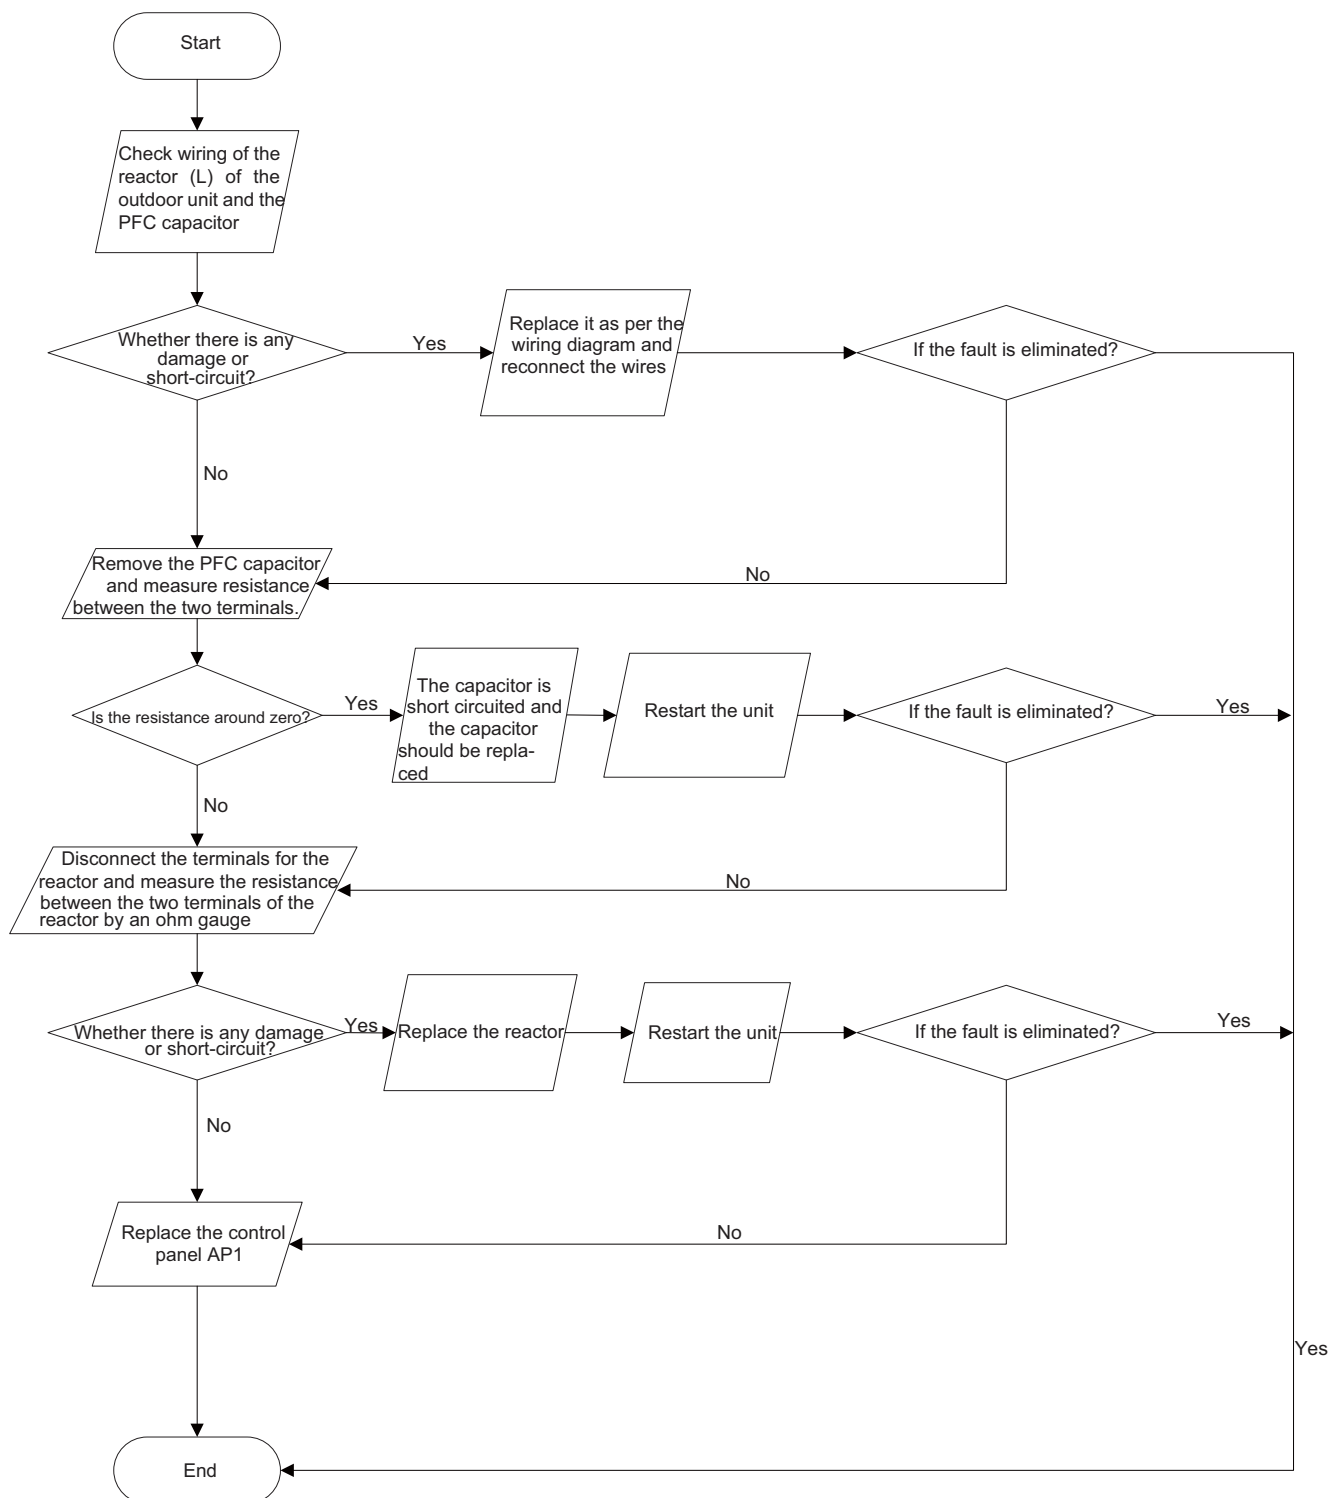 Start
Check wiring of the
reactor (L) of the
outdoor unit and the
PFC capacitor
Whether there is any
damage or
short-circuit?
Yes
Replace it as per the
wiring diagram and
reconnect the wires
If the fault is eliminated?
No
Remove the PFC capacitor
and measure resistance
between the two terminals.
No
Is the resistance around zero?
Yes
The capacitor is
short circuited and
the capacitor
should be repla-
ced
Restart the unit
If the fault is eliminated?
Yes
No
Disconnect the terminals for the
reactor and measure the resistance
between the two terminals of the
reactor by an ohm gauge
No
Whether there is any damage
or short-circuit?
Yes
Replace the reactor
Restart the unit
If the fault is eliminated?
Yes
No
Replace the control
panel AP1
No
Yes
End